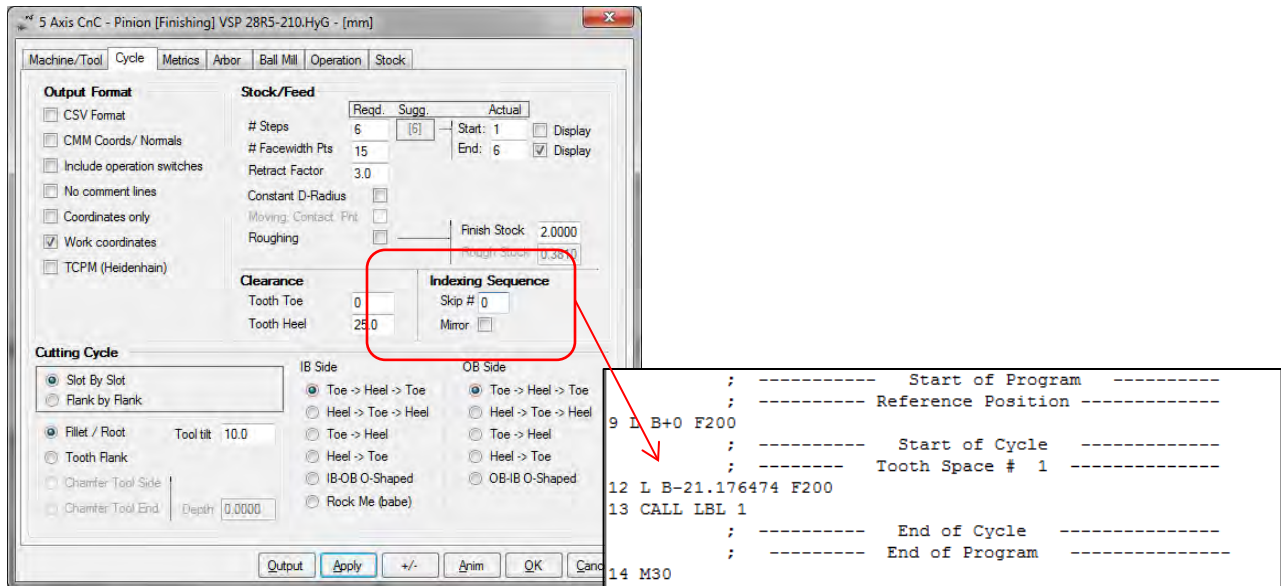 5 Axis CnC - Pinion [Finishing] VSP 28R5-210.HyG - [mm]
Machine/Tool Cycle Metrics Arbor Ball Mill Operation Stock
Output Format
CSV Format
CMM Coords/ Normals
Include operation switches
No comment lines
Coordinates only
Work coordinates
TCPM (Heidenhain)
Stock/Feed
Reqd. Sugg. Actual
# Steps 6 [6] Start: 1 Display
# Facewidth Pts 15 End: 6 Display
Retract Factor 3.0
Constant D-Radius
Moving Contact Pnt
Roughing Finish Stock 2.0000
Rough Stock 0.3810
Clearance
Tooth Toe 0
Tooth Heel 25.0
Indexing Sequence
Skip # 0
Mirror
Cutting Cycle
Slot By Slot
Flank by Flank
Fillet / Root Tool tilt 10.0
Tooth Flank
Chamfer Tool Side
Chamfer Tool End Depth 0.0000
IB Side
Toe -> Heel -> Toe
Heel -> Toe -> Heel
Toe -> Heel
Heel -> Toe
IB-OB O-Shaped
Rock Me (babe)
OB Side
Toe -> Heel -> Toe
Heel -> Toe -> Heel
Toe -> Heel
Heel -> Toe
OB-IB O-Shaped
Output Apply +/- Anim OK Canc
; ----------- Start of Program ----------
; ---------- Reference Position -------------
9 L B+0 F200
; ---------- Start of Cycle -------------
; -------- Tooth Space # 1 --------------
12 L B-21.176474 F200
13 CALL LBL 1
; ---------- End of Cycle --------------
; ---------- End of Program ---------------
14 M30